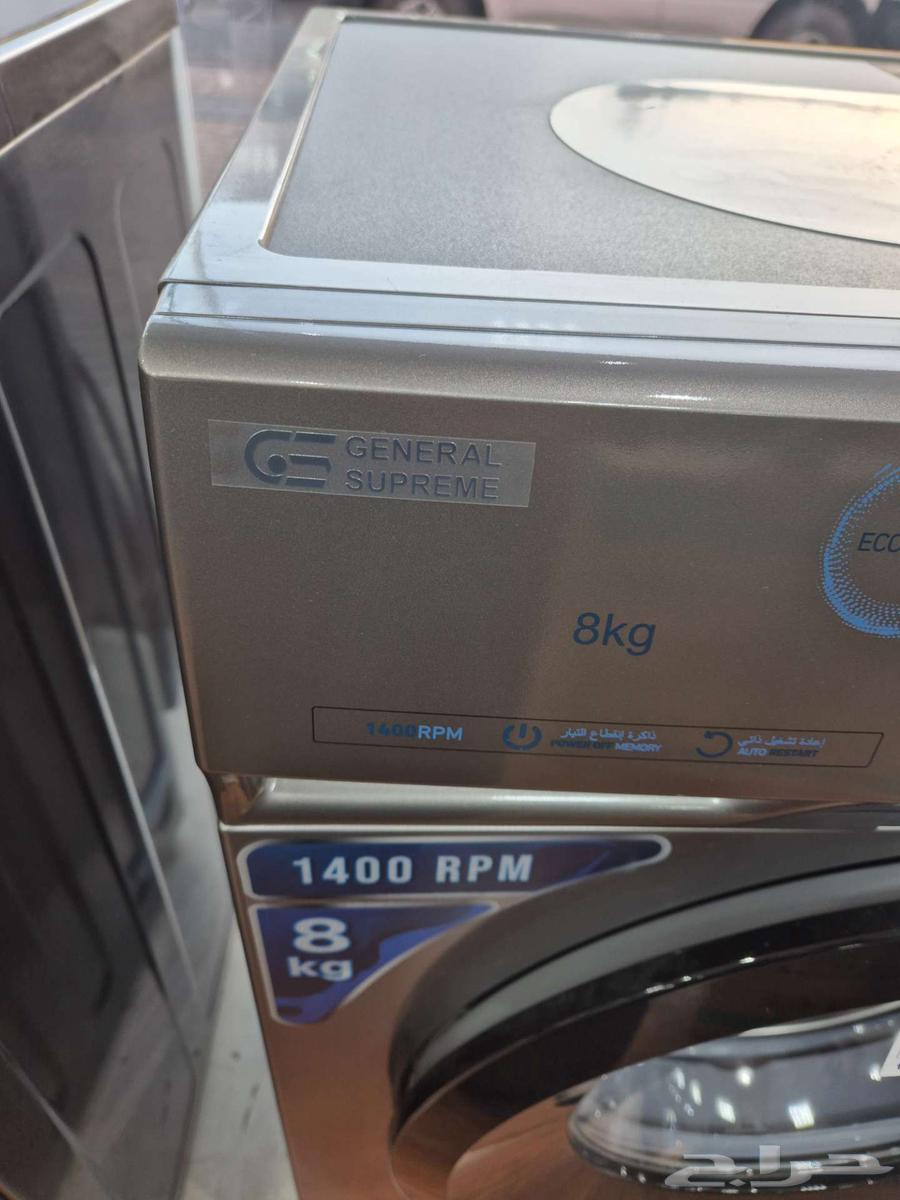 GENERAL
SUPREME
ECO
8kg
1400RPM
ذاكرة إنقطاع التيار
POWER OFF MEMORY
إعادة تشغيل ذاتي
AUTO RESTART
1400 RPM
8
kg
حراج